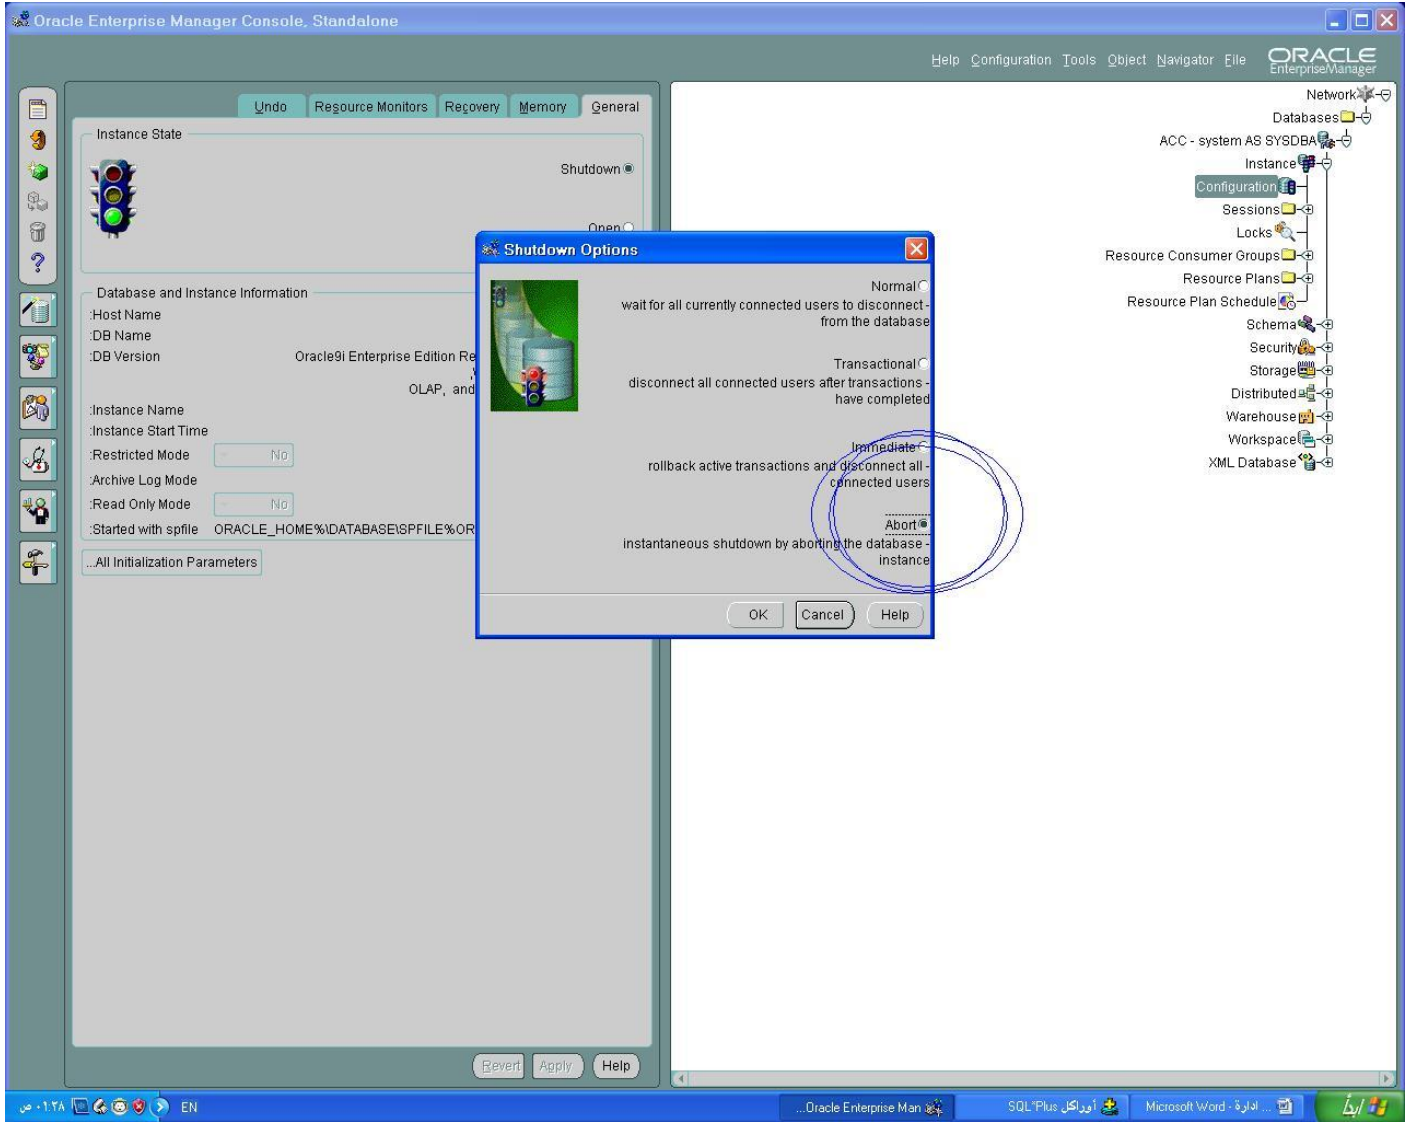 Oracle Enterprise Manager Console, Standalone
Help Configuration Tools Object Navigator File
ORACLE
EnterpriseManager
Undo Resource Monitors Recovery Memory General
Instance State
Shutdown
Open
Database and Instance Information
:Host Name
:DB Name
:DB Version Oracle9i Enterprise Edition Re
OLAP, and
:Instance Name
:Instance Start Time
:Restricted Mode No
:Archive Log Mode
:Read Only Mode No
:Started with spfile ORACLE_HOME%\DATABASE\SPFILE%OR
...All Initialization Parameters
Revert Apply Help
Shutdown Options
Normal
wait for all currently connected users to disconnect -
from the database
Transactional
disconnect all connected users after transactions -
have completed
Immediate
rollback active transactions and disconnect all -
connected users
Abort
instantaneous shutdown by aborting the database -
instance
OK Cancel Help
Network
Databases
ACC - system AS SYSDBA
Instance
Configuration
Sessions
Locks
Resource Consumer Groups
Resource Plans
Resource Plan Schedule
Schema
Security
Storage
Distributed
Warehouse
Workspace
XML Database
٠١:٢٨ ص
EN
...Oracle Enterprise Man
أوراكل SQL*Plus
ادارة - Microsoft Word ...
ابدأ